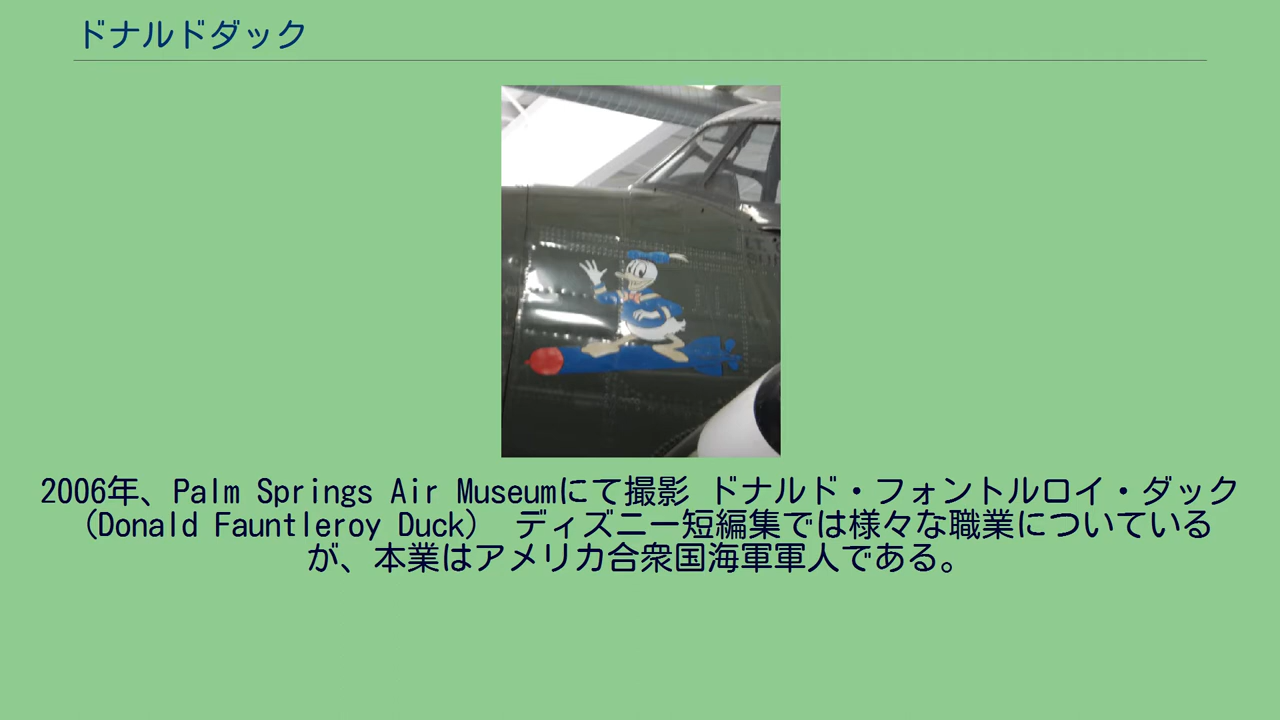 ドナルドダック
LT.
2006年、Palm Springs Air Museumにて撮影 ドナルド・フォントルロイ・ダック
(Donald Fauntleroy Duck) ディズニー短編集では様々な職業についている
が、本業はアメリカ合衆国海軍軍人である。